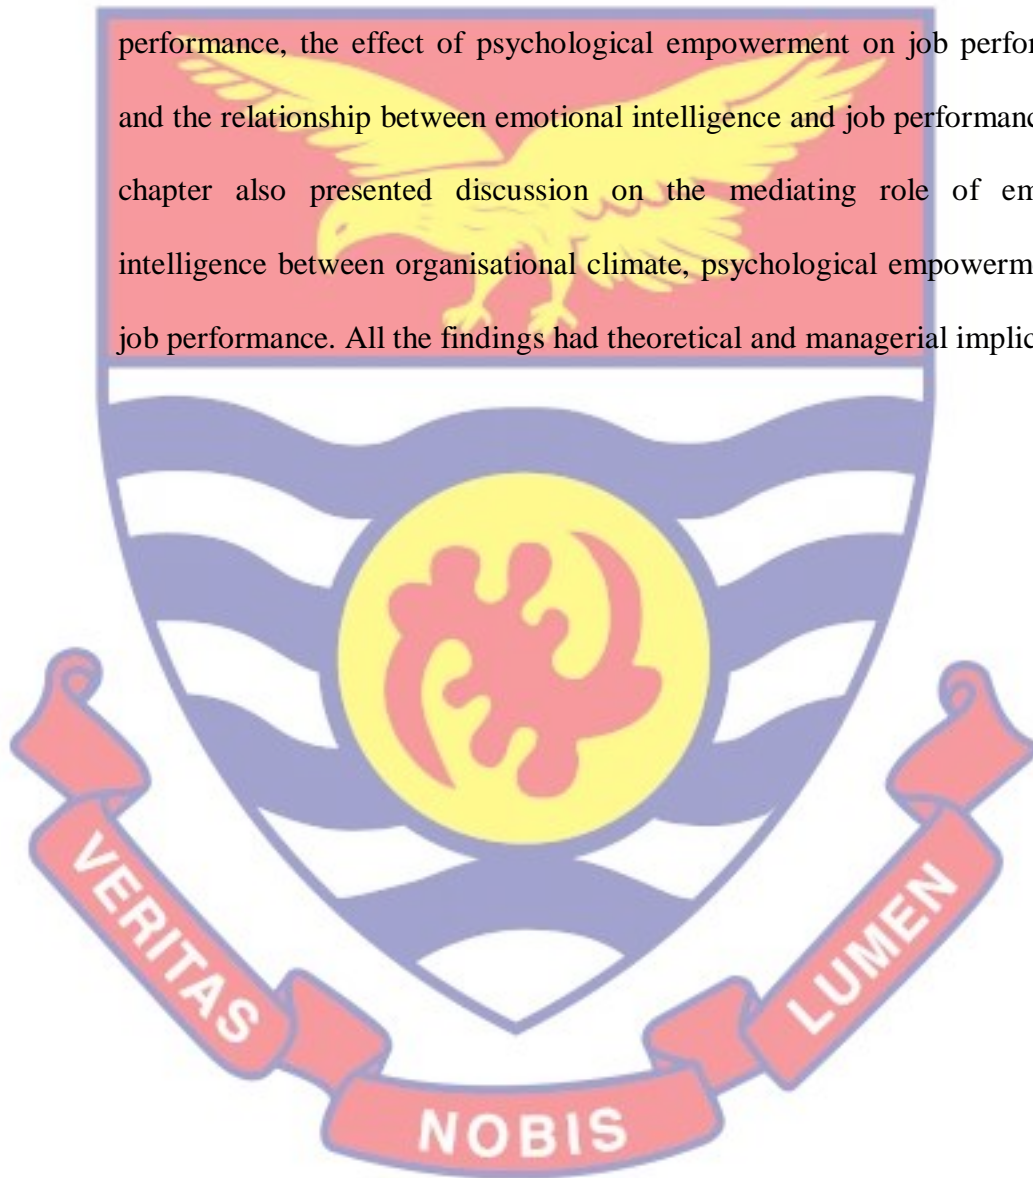 performance, the effect of psychological empowerment on job perfor
and the relationship between emotional intelligence and job performanc
chapter also presented discussion on the mediating role of em
intelligence between organisational climate, psychological empowerm
job performance. All the findings had theoretical and managerial implic
VERITAS
NOBIS
LUMEN